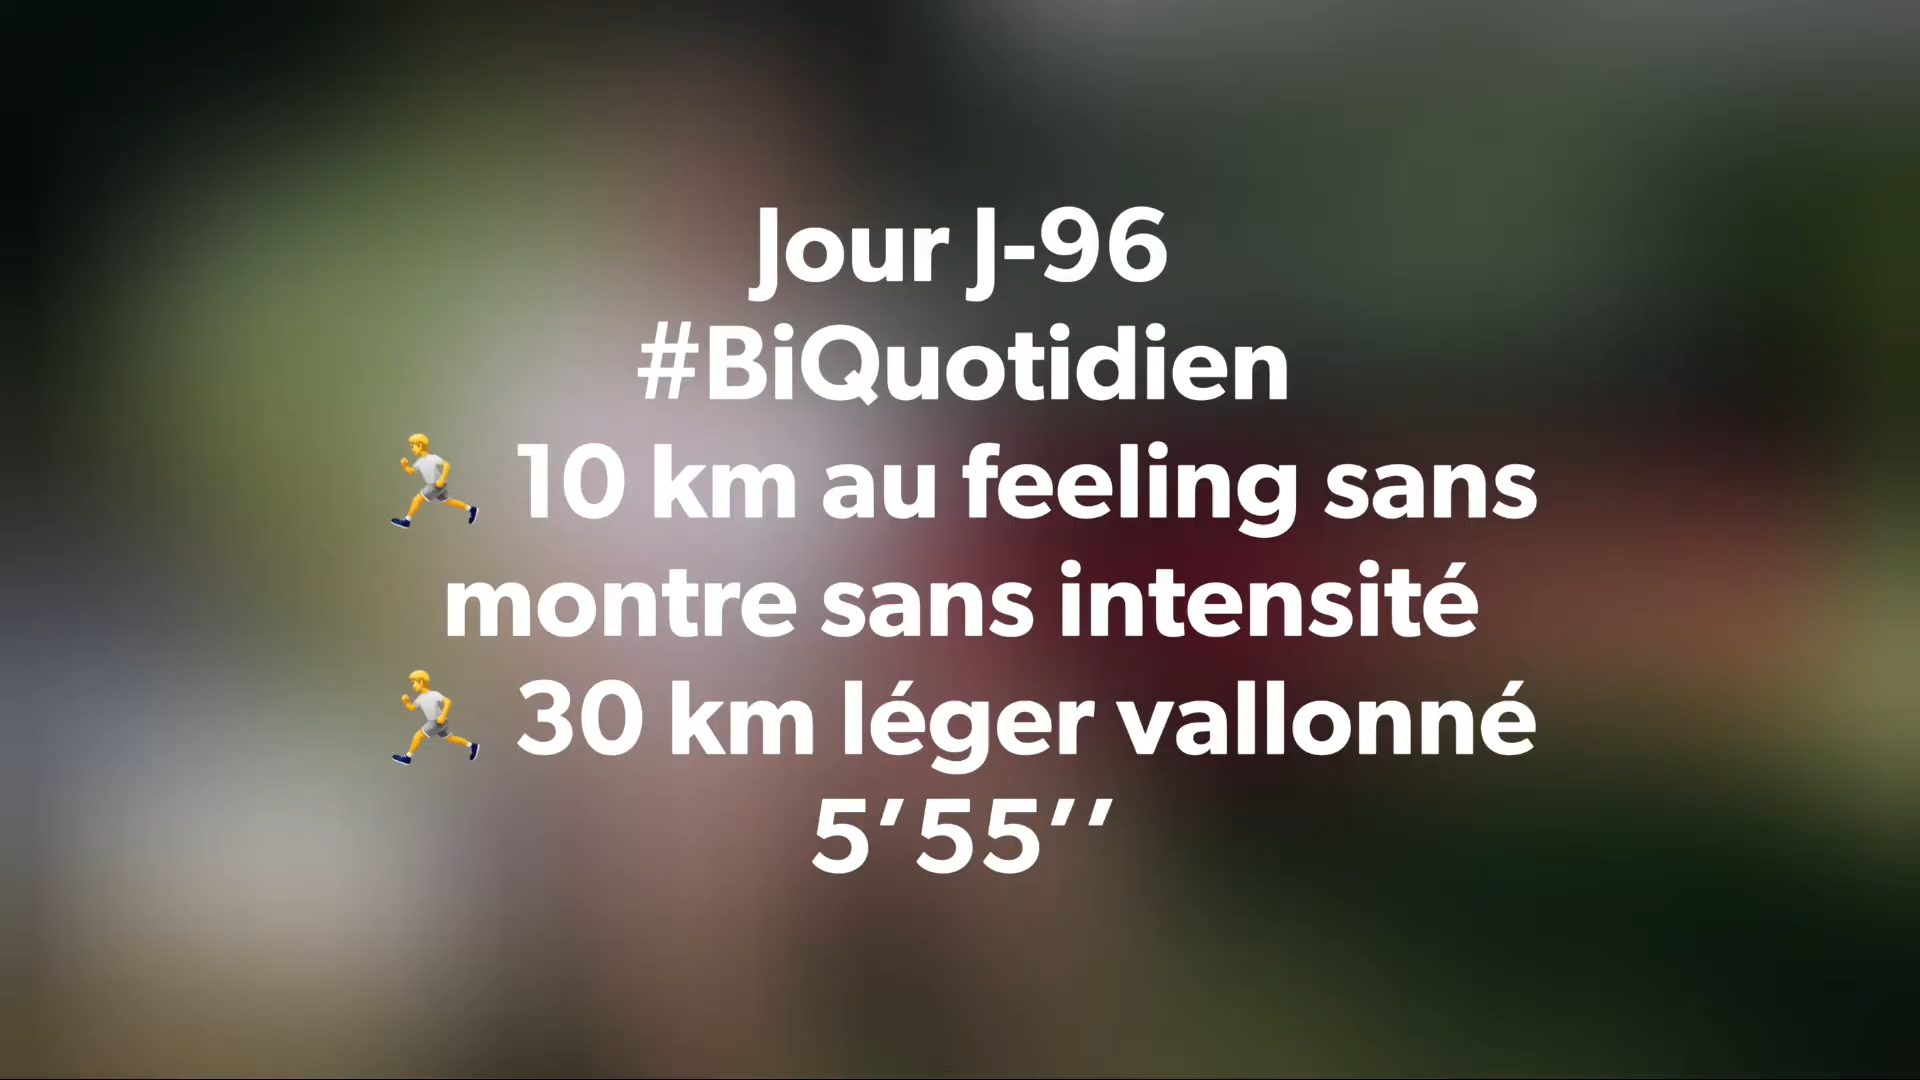 Jour J-96
#BiQuotidien
🏃 10 km au feeling sans
montre sans intensité
🏃 30 km léger vallonné
5’55’’